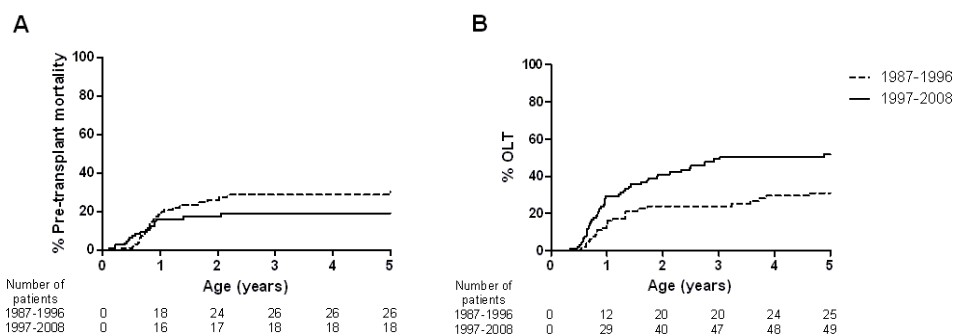 A
% Pre-transplant mortality
100
80
60
40
20
0
0 1 2 3 4 5
Age (years)
Number of
patients
1987-1996 0 18 24 26 26 26
1997-2008 0 16 17 18 18 18
B
% OLT
100
80
60
40
20
0
0 1 2 3 4 5
Age (years)
1987-1996 0 12 20 20 24 25
1997-2008 0 29 40 47 48 49
1987-1996
1997-2008